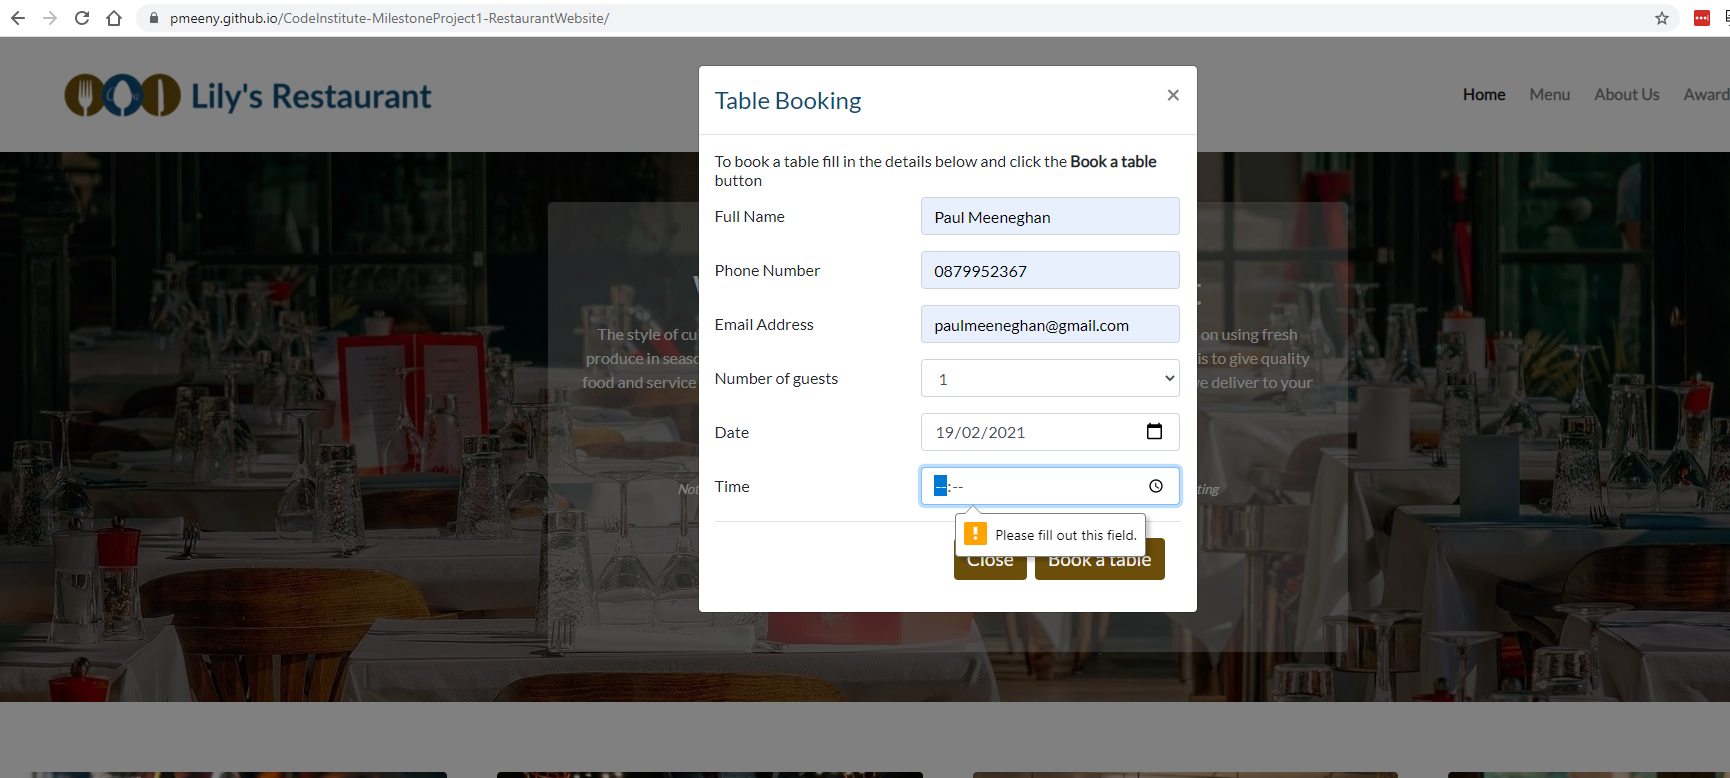 pmeeny.github.io/CodeInstitute-MilestoneProject1-RestaurantWebsite/
Lily's Restaurant
Home Menu About Us Award
Table Booking
×
To book a table fill in the details below and click the Book a table
button
Full Name
Paul Meeneghan
Phone Number
0879952367
Email Address
paulmeeneghan@gmail.com
The style of cu
on using fresh
produce in seaso
is to give quality
food and service
e deliver to your
Number of guests
1
Date
19/02/2021
Time
--:--
Not
ting
Please fill out this field.
Close
Book a table